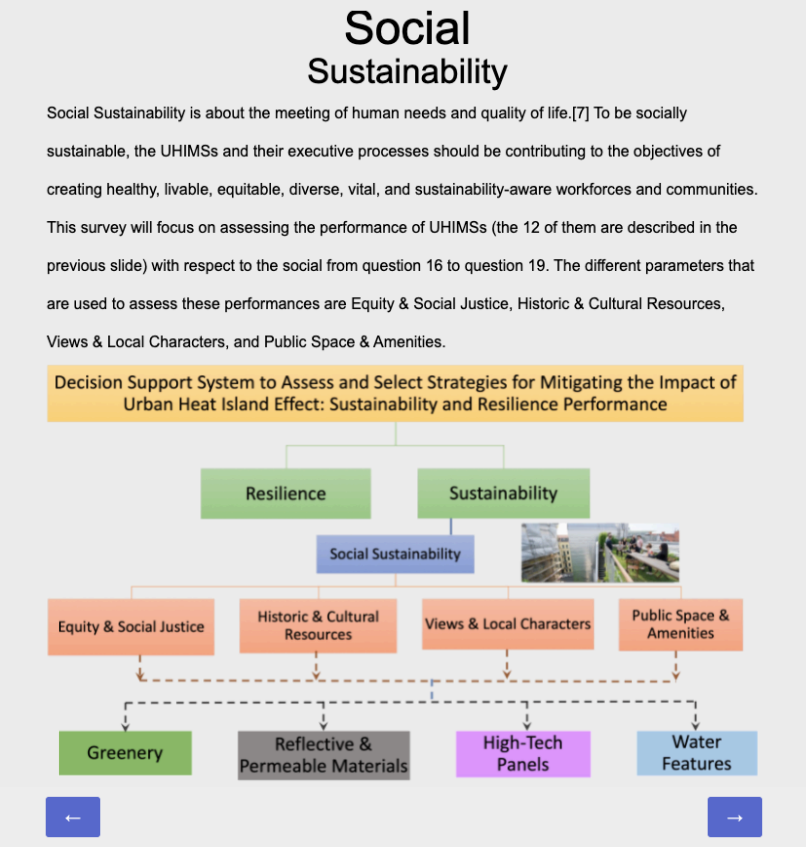 Social
Sustainability
Social Sustainability is about the meeting of human needs and quality of life.[7] To be socially
sustainable, the UHIMSs and their executive processes should be contributing to the objectives of
creating healthy, livable, equitable, diverse, vital, and sustainability-aware workforces and communities.
This survey will focus on assessing the performance of UHIMSs (the 12 of them are described in the
previous slide) with respect to the social from question 16 to question 19. The different parameters that
are used to assess these performances are Equity & Social Justice, Historic & Cultural Resources,
Views & Local Characters, and Public Space & Amenities.
Decision Support System to Assess and Select Strategies for Mitigating the Impact of
Urban Heat Island Effect: Sustainability and Resilience Performance
Resilience
Sustainability
Social Sustainability
Equity & Social Justice
Historic & Cultural
Resources
Views & Local Characters
Public Space &
Amenities
Greenery
Reflective &
Permeable Materials
High-Tech
Panels
Water
Features
← →